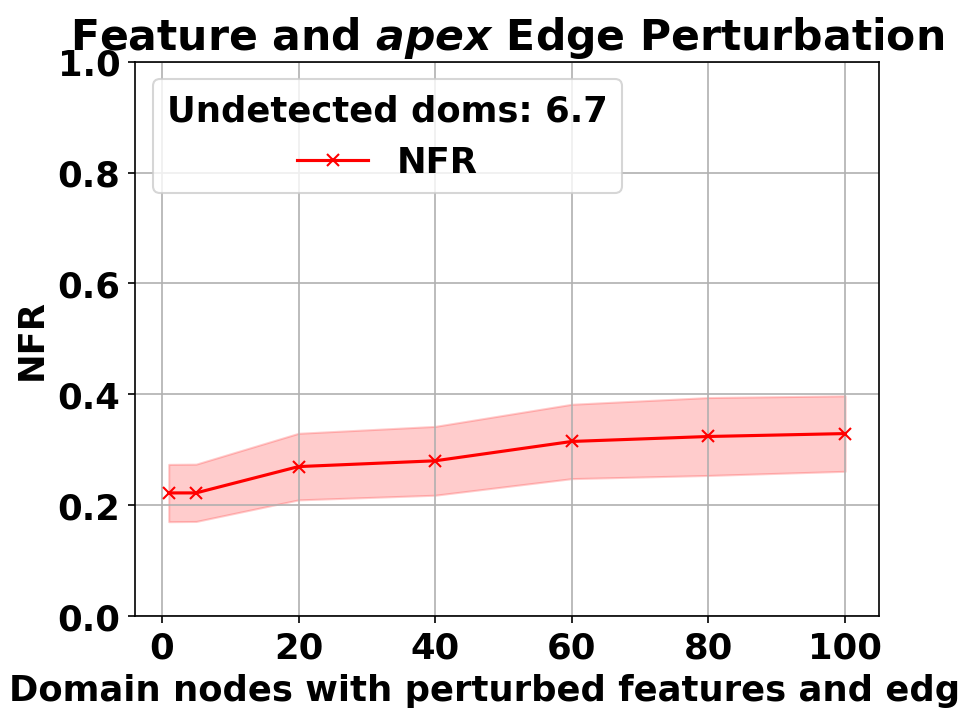 Feature and apex Edge Perturbation
1.0
0.8
0.6
0.4
0.2
0.0
NFR
Undetected doms: 6.7
NFR
0 20 40 60 80 100
Domain nodes with perturbed features and edg